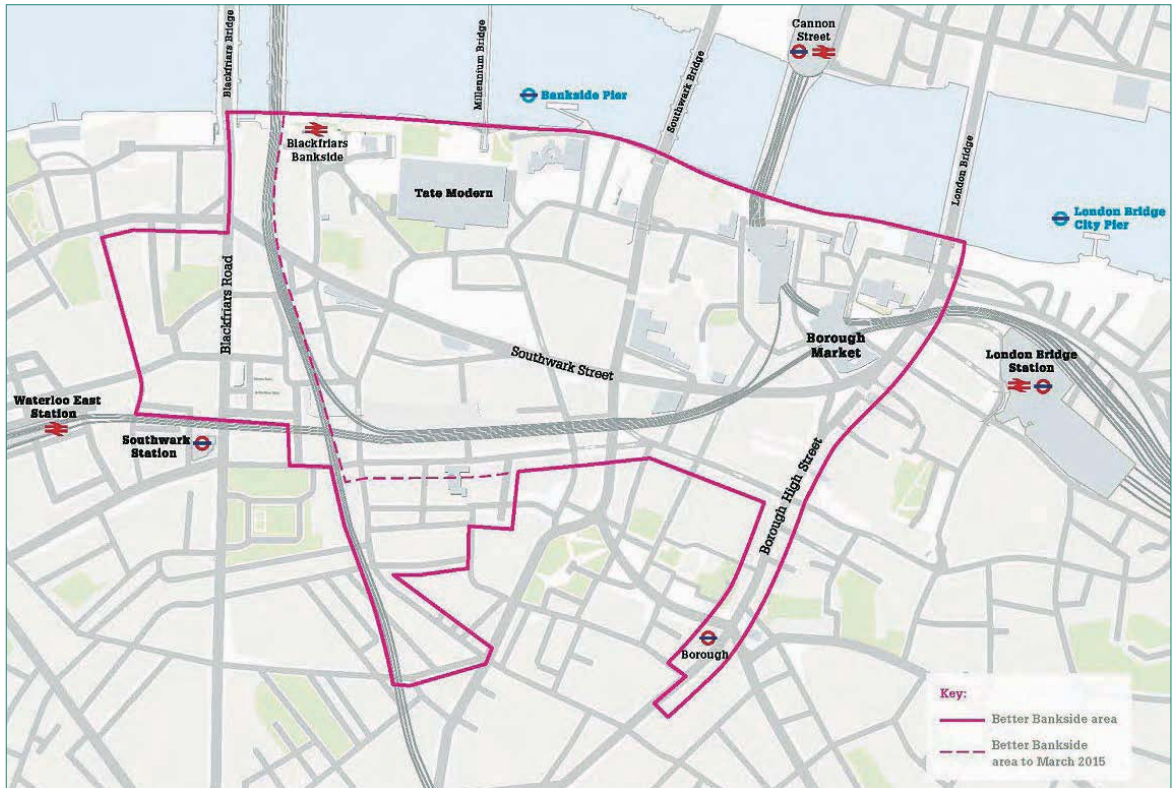 Blackfriars Bridge
Millennium Bridge
Bankside Pier
Southwark Bridge
Cannon
Street
London Bridge
Blackfriars
Bankside
Tate Modern
London Bridge
City Pier
Blackfriars Road
Southwark Street
Borough
Market
London Bridge
Station
Waterloo East
Station
Southwark
Station
Borough High Street
Borough
Key:
Better Bankside area
Better Bankside
area to March 2015